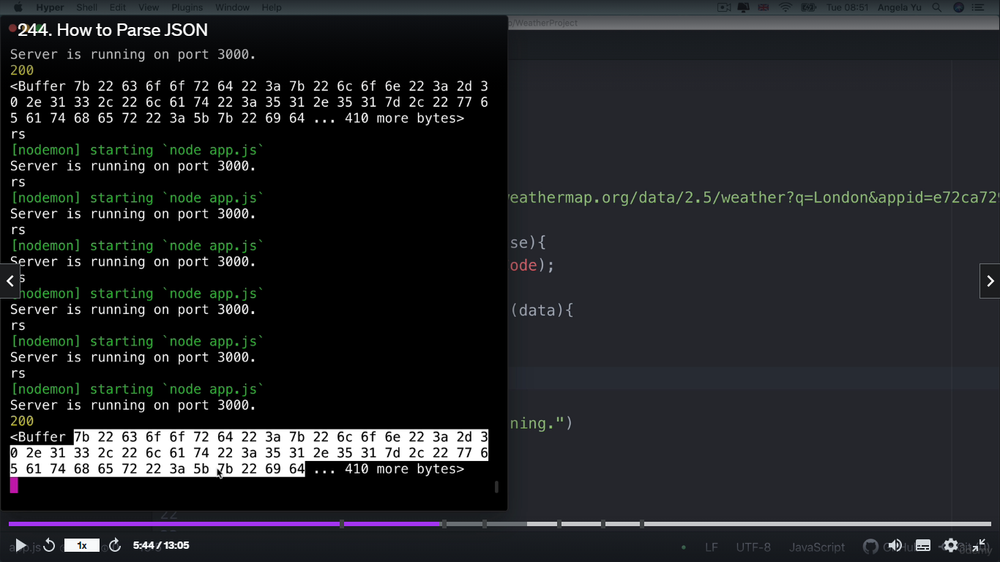 Hyper Shell Edit View Plugins Window Help Tue 08:51 Angela Yu
244. How to Parse JSON
/WeatherProject
Server is running on port 3000.
200
<Buffer 7b 22 63 6f 6f 72 64 22 3a 7b 22 6c 6f 6e 22 3a 2d 3
0 2e 31 33 2c 22 6c 61 74 22 3a 35 31 2e 35 31 7d 2c 22 77 6
5 61 74 68 65 72 22 3a 5b 7b 22 69 64 ... 410 more bytes>
rs
[nodemon] starting `node app.js`
Server is running on port 3000.
rs
[nodemon] starting `node app.js`
Server is running on port 3000.
rs
[nodemon] starting `node app.js`
Server is running on port 3000.
s
nodemon] starting `node app.js`
Server is running on port 3000.
rs
[nodemon] starting `node app.js`
Server is running on port 3000.
rs
[nodemon] starting `node app.js`
Server is running on port 3000.
200
<Buffer 7b 22 63 6f 6f 72 64 22 3a 7b 22 6c 6f 6e 22 3a 2d 3
0 2e 31 33 2c 22 6c 61 74 22 3a 35 31 2e 35 31 7d 2c 22 77 6
5 61 74 68 65 72 22 3a 5b 7b 22 69 64 ... 410 more bytes>
eathermap.org/data/2.5/weather?q=London&appid=e72ca729
se){
ode);
(data){
ning.")
22
1x 5:44 / 13:05
LF UTF-8 JavaScript
udemy